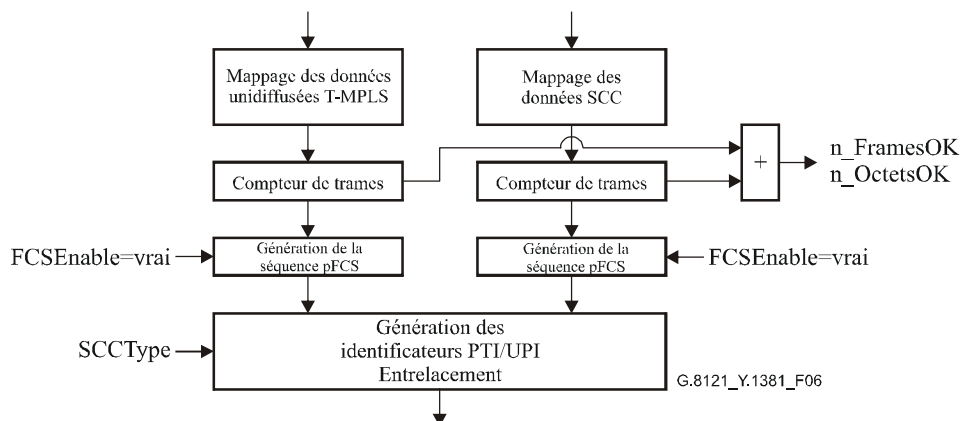 Mappage des données
unidiffusées T-MPLS
Mappage des
données SCC
n_FramesOK
n_OctetsOK
+
Compteur de trames
Compteur de trames
FCSEnable=vrai
Génération de la
séquence pFCS
Génération de la
séquence pFCS
FCSEnable=vrai
SCCType
Génération des
identificateurs PTI/UPI
Entrelacement
G.8121_Y.1381_F06